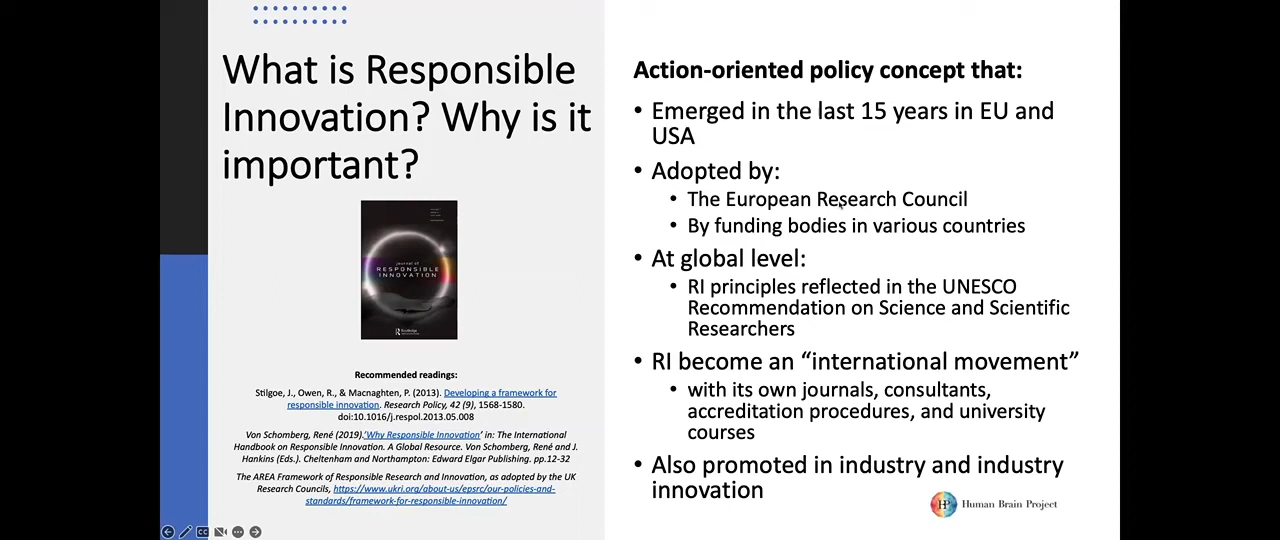 What is Responsible
Innovation? Why is it
important?
journal of
RESPONSIBLE
INNOVATION
Routledge
Recommended readings:
Stilgoe, J., Owen, R., & Macnaghten, P. (2013). Developing a framework for
responsible innovation. Research Policy, 42 (9), 1568-1580.
doi:10.1016/j.respol.2013.05.008
Von Schomberg, René (2019).'Why Responsible Innovation' in: The International
Handbook on Responsible Innovation. A Global Resource. Von Schomberg, René and J.
Hankins (Eds.). Cheltenham and Northampton: Edward Elgar Publishing. pp.12-32
The AREA Framework of Responsible Research and Innovation, as adopted by the UK
Research Councils, https://www.ukri.org/about-us/epsrc/our-policies-and-
standards/framework-for-responsible-innovation/
CC
Action-oriented policy concept that:
• Emerged in the last 15 years in EU and
USA
• Adopted by:
• The European Research Council
• By funding bodies in various countries
• At global level:
• RI principles reflected in the UNESCO
Recommendation on Science and Scientific
Researchers
• RI become an “international movement”
• with its own journals, consultants,
accreditation procedures, and university
courses
• Also promoted in industry and industry
innovation
Human Brain Project